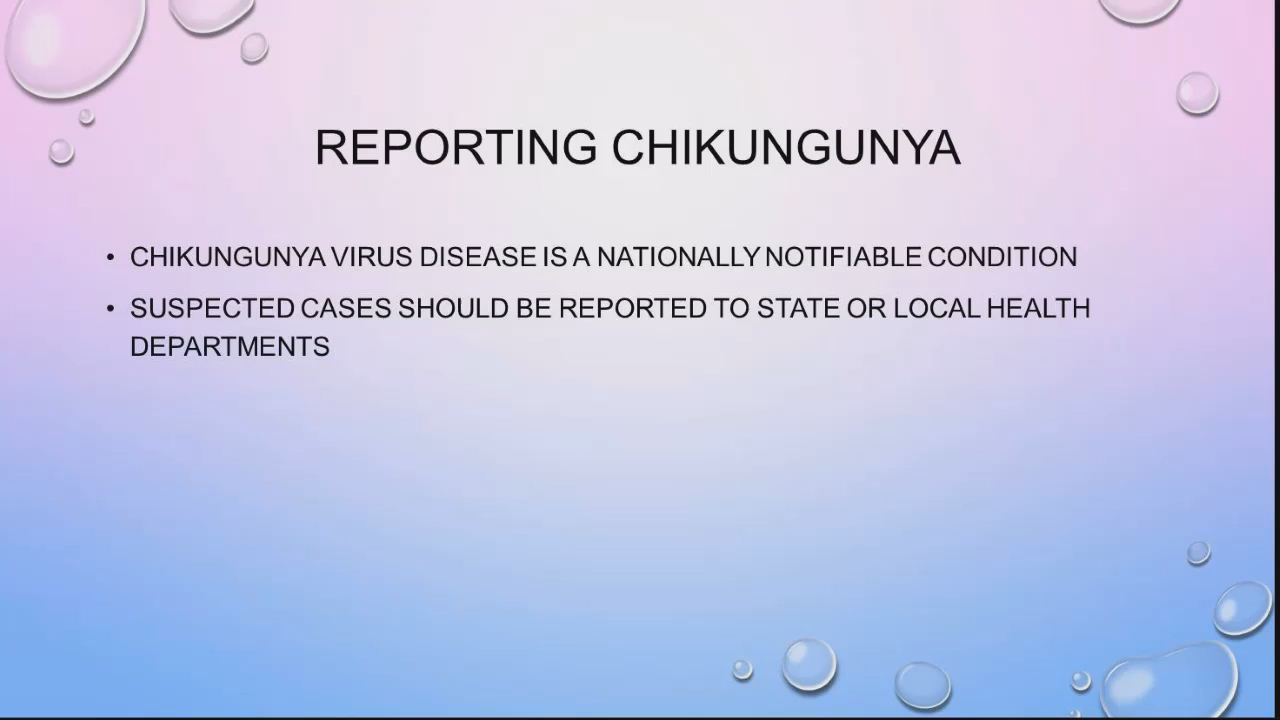 REPORTING CHIKUNGUNYA
• CHIKUNGUNYA VIRUS DISEASE IS A NATIONALLY NOTIFIABLE CONDITION
• SUSPECTED CASES SHOULD BE REPORTED TO STATE OR LOCAL HEALTH
DEPARTMENTS